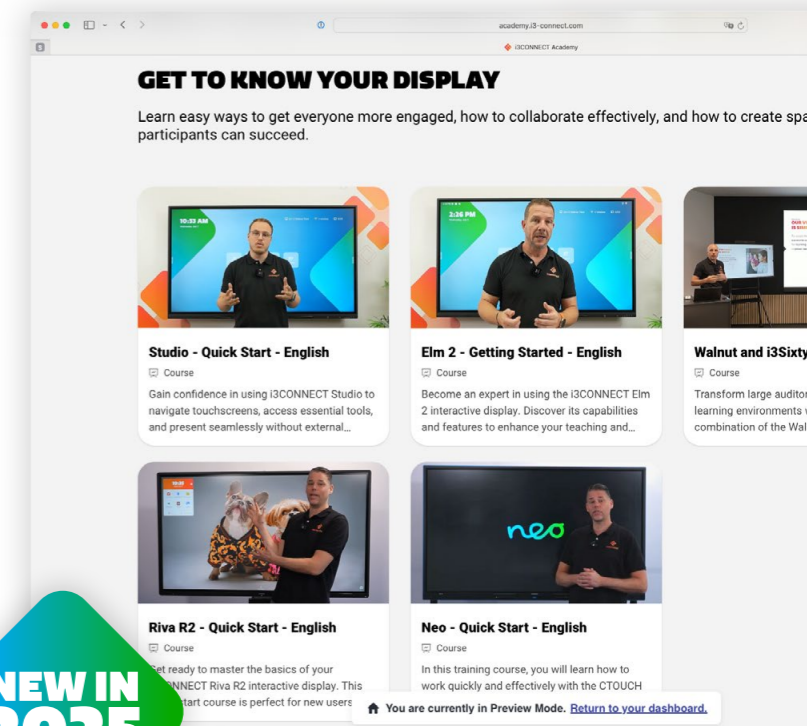 academy.i3-connect.com
i3CONNECT Academy
GET TO KNOW YOUR DISPLAY
Learn easy ways to get everyone more engaged, how to collaborate effectively, and how to create spa
participants can succeed.
10:53 AM
2:26 PM
Studio - Quick Start - English
Course
Gain confidence in using i3CONNECT Studio to
navigate touchscreens, access essential tools,
and present seamlessly without external...
Elm 2 - Getting Started - English
Course
Become an expert in using the i3CONNECT Elm
2 interactive display. Discover its capabilities
and features to enhance your teaching and...
Walnut and i3Sixty
Course
Transform large auditor
learning environments
combination of the Wal
neo
Riva R2 - Quick Start - English
Course
Get ready to master the basics of your
NNECT Riva R2 interactive display. This
start course is perfect for new users
Neo - Quick Start - English
Course
In this training course, you will learn how to
work quickly and effectively with the CTOUCH
You are currently in Preview Mode. Return to your dashboard.
NEW IN
2025